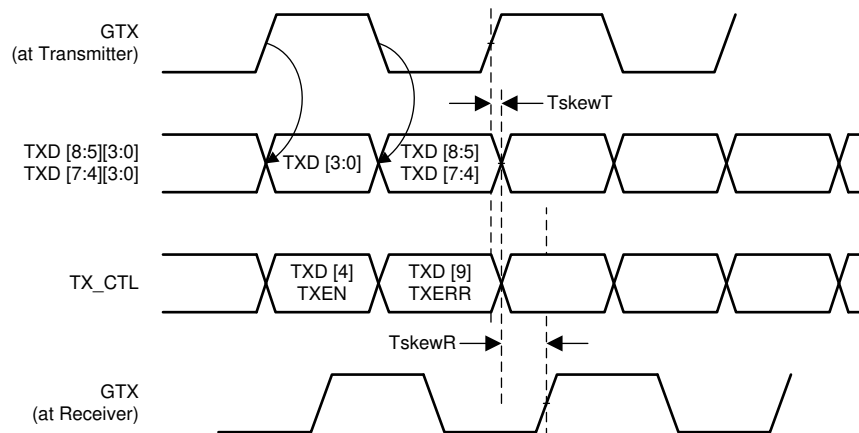 GTX
(at Transmitter)
TskewT
TXD [8:5][3:0]
TXD [7:4][3:0]
TXD [3:0]
TXD [8:5]
TXD [7:4]
TX_CTL
TXD [4]
TXEN
TXD [9]
TXERR
TskewR
GTX
(at Receiver)